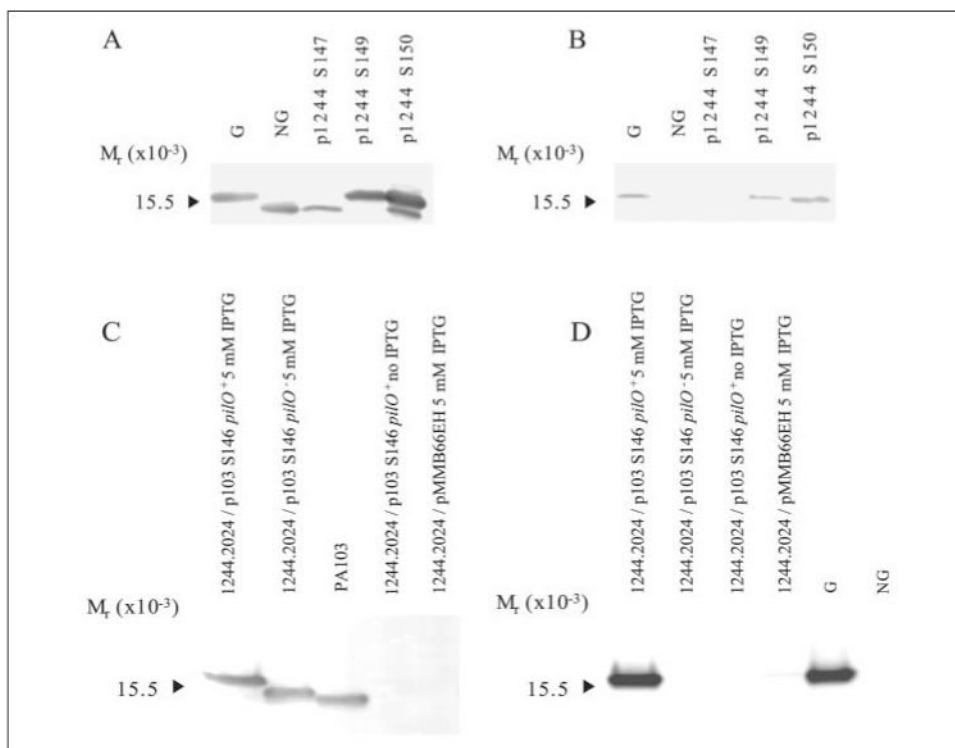 A
G
NG
p1244 S147
p1244 S149
p1244 S150
M_r (x10⁻³)
15.5 ►
B
G
NG
p1244 S147
p1244 S149
p1244 S150
M_r (x10⁻³)
15.5 ►
C
1244.2024 / p103 S146 pilO⁺ 5 mM IPTG
1244.2024 / p103 S146 pilO⁻ 5 mM IPTG
PA103
1244.2024 / p103 S146 pilO⁺ no IPTG
1244.2024 / pMMB66EH 5 mM IPTG
M_r (x10⁻³)
15.5 ►
D
1244.2024 / p103 S146 pilO⁺ 5 mM IPTG
1244.2024 / p103 S146 pilO⁻ 5 mM IPTG
1244.2024 / p103 S146 pilO⁺ no IPTG
1244.2024 / pMMB66EH 5 mM IPTG
G
NG
M_r (x10⁻³)
15.5 ►